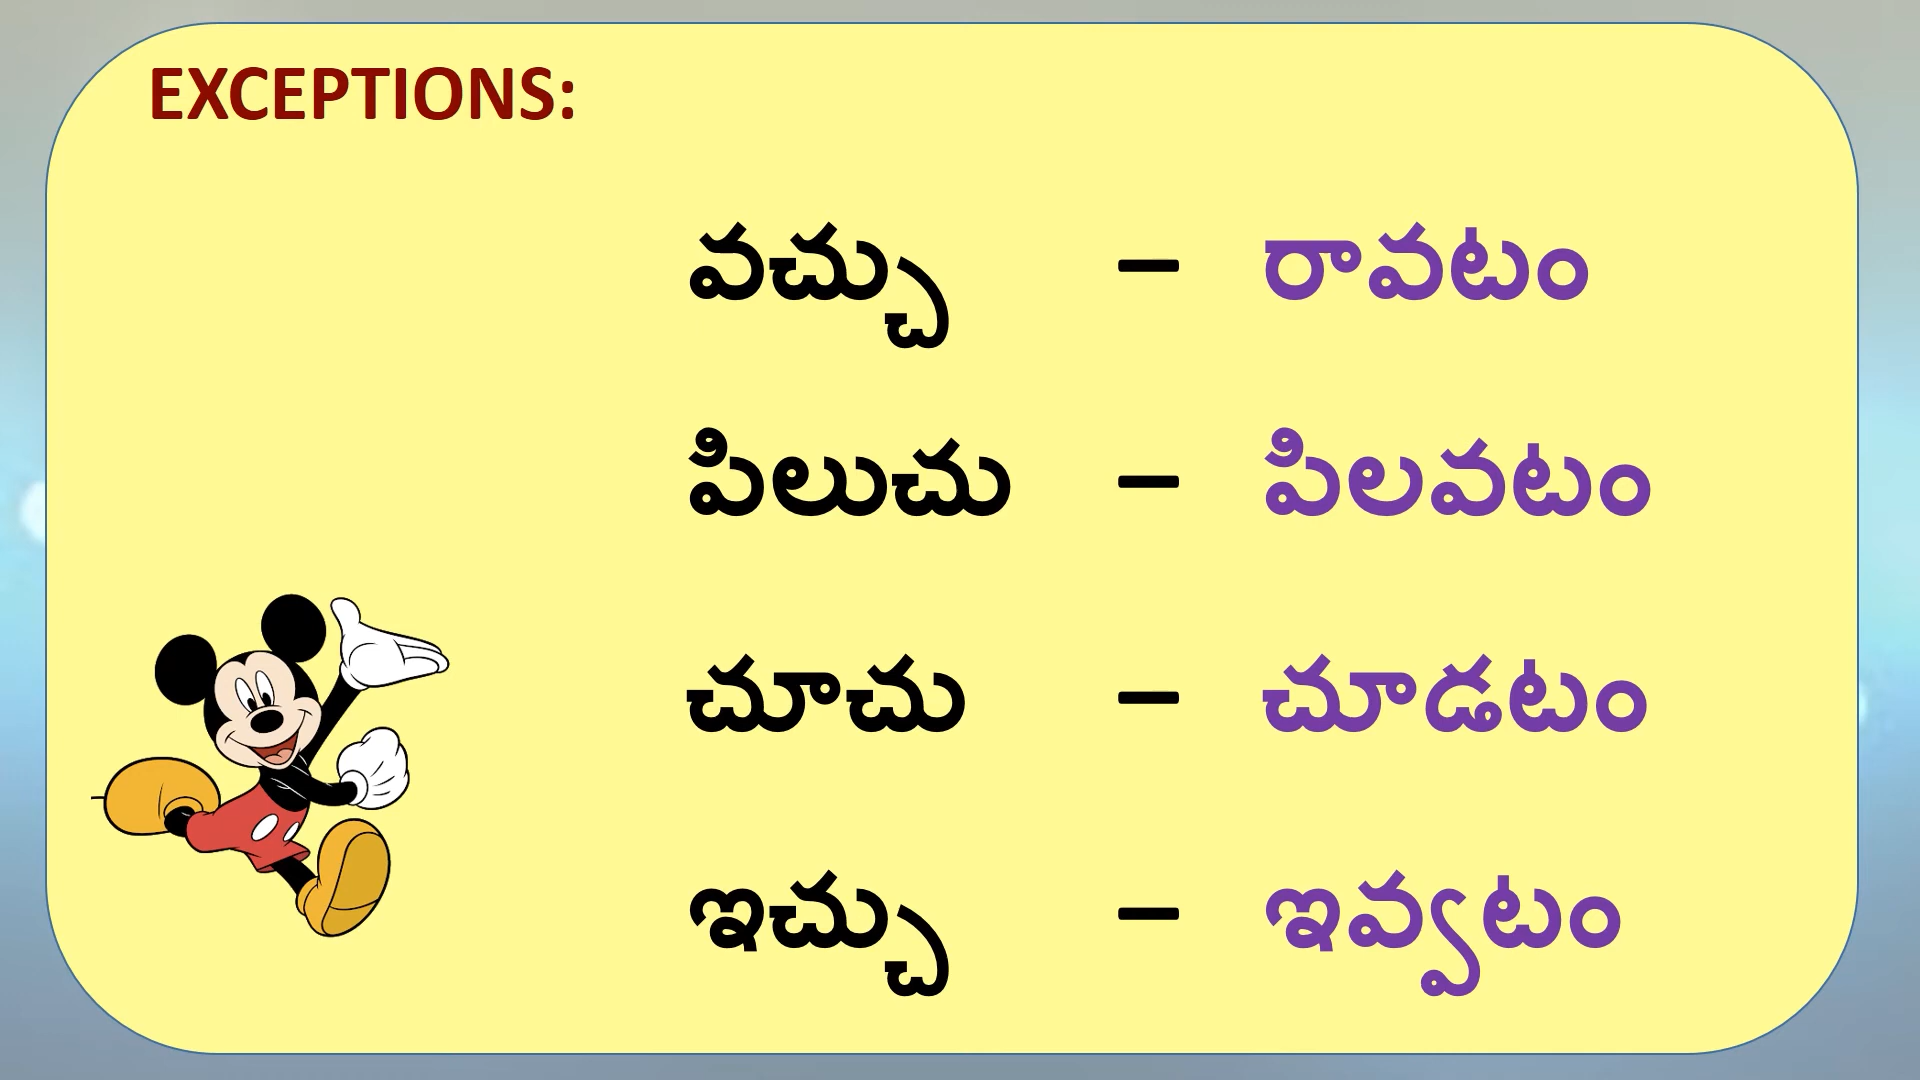 EXCEPTIONS:
వచ్చు – రావటం
పిలుచు – పిలవటం
చూచు – చూడటం
ఇచ్చు – ఇవ్వటం